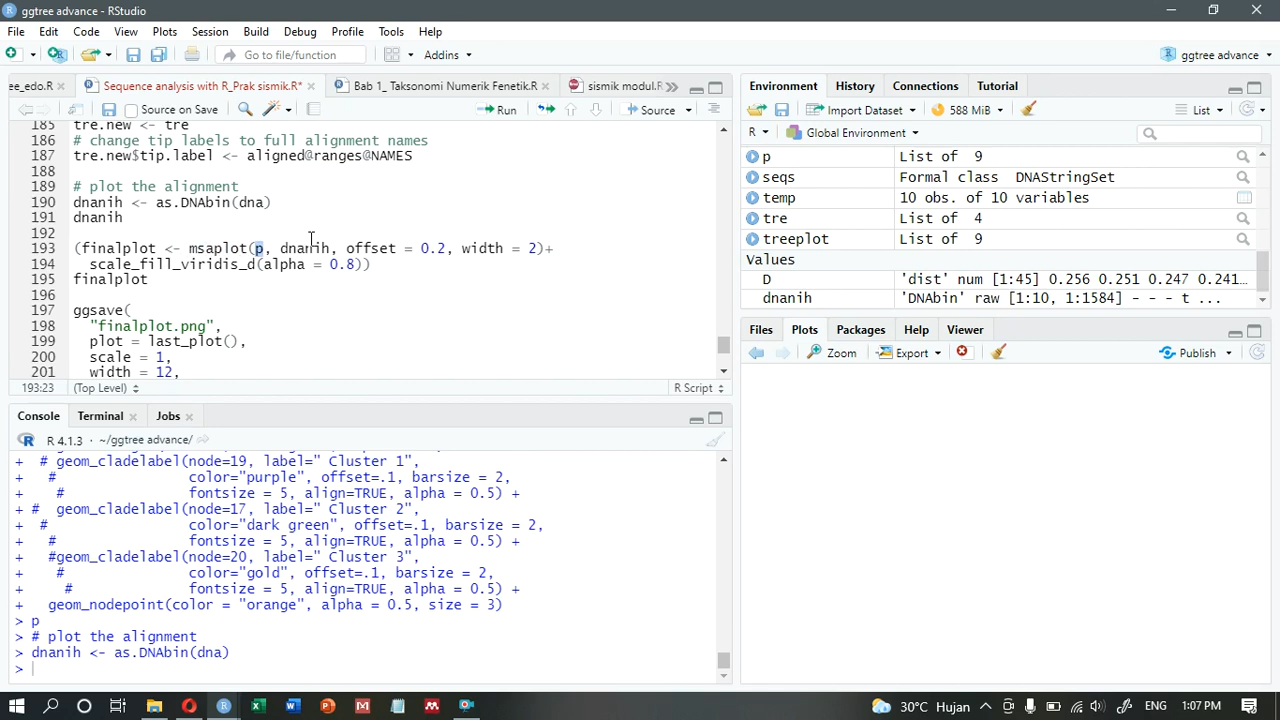 ggtree advance - RStudio
File Edit Code View Plots Session Build Debug Profile Tools Help
Go to file/function Addins ggtree advance
ee_edo.R Sequence analysis with R_Prak sismik.R* Bab 1_ Taksonomi Numerik Fenetik.R sismik modul.R
Source on Save Run Source
185 tre.new <- tre
186 # change tip labels to full alignment names
187 tre.new$tip.label <- aligned@ranges@NAMES
188
189 # plot the alignment
190 dnanih <- as.DNAbin(dna)
191 dnanih
192
193 (finalplot <- msaplot(p, dnanih, offset = 0.2, width = 2)+
194 scale_fill_viridis_d(alpha = 0.8))
195 finalplot
196
197 ggsave(
198 "finalplot.png",
199 plot = last_plot(),
200 scale = 1,
201 width = 12,
193:23 (Top Level) R Script
Console Terminal Jobs
R 4.1.3 · ~/ggtree advance/
+ # geom_cladelabel(node=19, label=" Cluster 1",
+ # color="purple", offset=.1, barsize = 2,
+ # fontsize = 5, align=TRUE, alpha = 0.5) +
+ # geom_cladelabel(node=17, label=" Cluster 2",
+ # color="dark green", offset=.1, barsize = 2,
+ # fontsize = 5, align=TRUE, alpha = 0.5) +
+ #geom_cladelabel(node=20, label=" Cluster 3",
+ # color="gold", offset=.1, barsize = 2,
+ # fontsize = 5, align=TRUE, alpha = 0.5) +
+ geom_nodepoint(color = "orange", alpha = 0.5, size = 3)
> p
> # plot the alignment
> dnanih <- as.DNAbin(dna)
>
Environment History Connections Tutorial
Import Dataset 588 MiB List
R Global Environment
p List of 9
seqs Formal class DNAStringSet
temp 10 obs. of 10 variables
tre List of 4
treeplot List of 9
Values
D 'dist' num [1:45] 0.256 0.251 0.247 0.241…
dnanih 'DNAbin' raw [1:10, 1:1584] - - - t ...
Files Plots Packages Help Viewer
Zoom Export Publish
30°C Hujan ENG 1:07 PM